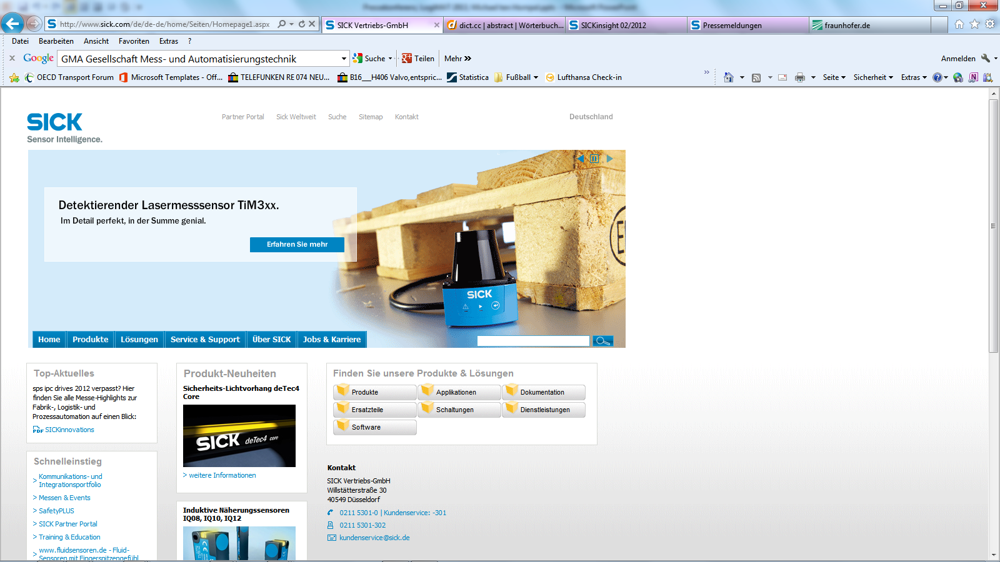 http://www.sick.com/de/de-de/home/Seiten/Homepage1.aspx
SICK Vertriebs-GmbH
dict.cc | abstract | Wörterbuch...
SICKinsight 02/2012
Pressemeldungen
fraunhofer.de
Datei Bearbeiten Ansicht Favoriten Extras ?
Google GMA Gesellschaft Mess- und Automatisierungstechnik Suche Teilen Mehr Anmelden
OECD Transport Forum Microsoft Templates - Off... TELEFUNKEN RE 074 NEU... B16___H406 Valvo,entspric... Statistica Fußball Lufthansa Check-in Seite Sicherheit Extras
SICK
Sensor Intelligence.
Partner Portal Sick Weltweit Suche Sitemap Kontakt Deutschland
Detektierender Lasermesssensor TiM3xx.
Im Detail perfekt, in der Summe genial.
Erfahren Sie mehr
SICK
Home Produkte Lösungen Service & Support Über SICK Jobs & Karriere
Top-Aktuelles
sps ipc drives 2012 verpasst? Hier
finden Sie alle Messe-Highlights zur
Fabrik-, Logistik- und
Prozessautomation auf einen Blick:
PDF SICKinnovations
Schnelleinstieg
> Kommunikations- und
Integrationsportfolio
> Messen & Events
> SafetyPLUS
> SICK Partner Portal
> Training & Education
> www.fluidsensoren.de - Fluid-
Sensoren mit Fingerspitzengefühl
Produkt-Neuheiten
Sicherheits-Lichtvorhang deTec4
Core
SICK deTec4 core
> weitere Informationen
Induktive Näherungssensoren
IQ08, IQ10, IQ12
Finden Sie unsere Produkte & Lösungen
Produkte Applikationen Dokumentation
Ersatzteile Schaltungen Dienstleistungen
Software
Kontakt
SICK Vertriebs-GmbH
Willstätterstraße 30
40549 Düsseldorf
0211 5301-0 | Kundenservice: -301
0211 5301-302
kundenservice@sick.de